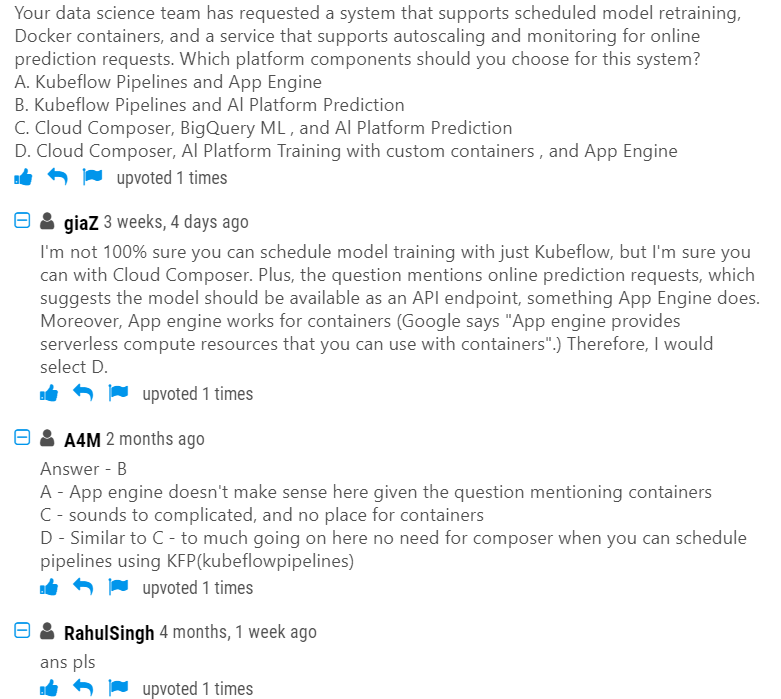 Your data science team has requested a system that supports scheduled model retraining,
Docker containers, and a service that supports autoscaling and monitoring for online
prediction requests. Which platform components should you choose for this system?
A. Kubeflow Pipelines and App Engine
B. Kubeflow Pipelines and Al Platform Prediction
C. Cloud Composer, BigQuery ML , and Al Platform Prediction
D. Cloud Composer, Al Platform Training with custom containers , and App Engine
upvoted 1 times
giaZ 3 weeks, 4 days ago
I'm not 100% sure you can schedule model training with just Kubeflow, but I'm sure you
can with Cloud Composer. Plus, the question mentions online prediction requests, which
suggests the model should be available as an API endpoint, something App Engine does.
Moreover, App engine works for containers (Google says "App engine provides
serverless compute resources that you can use with containers".) Therefore, I would
select D.
upvoted 1 times
A4M 2 months ago
Answer - B
A - App engine doesn't make sense here given the question mentioning containers
C - sounds to complicated, and no place for containers
D - Similar to C - to much going on here no need for composer when you can schedule
pipelines using KFP(kubeflowpipelines)
upvoted 1 times
RahulSingh 4 months, 1 week ago
ans pls
upvoted 1 times